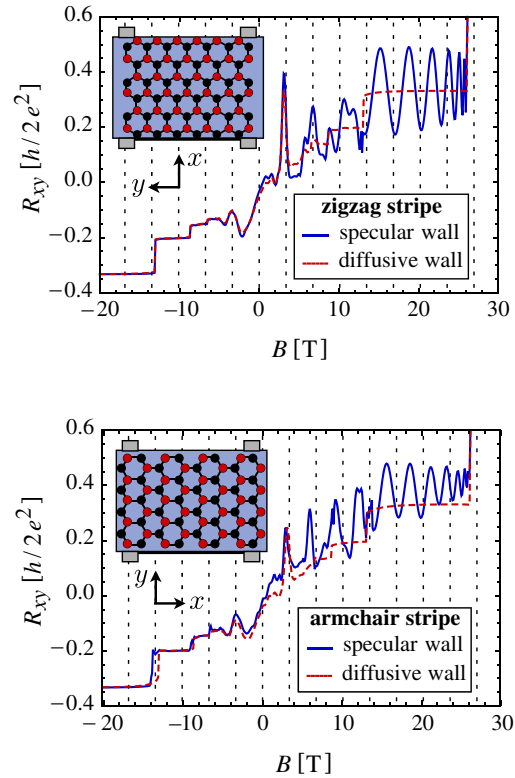 0.6
0.4
0.2
0.0
−0.2
−0.4
R_xy [h/2e²]
x
y
zigzag stripe
specular wall
diffusive wall
−20 −10 0 10 20 30
B [T]
0.6
0.4
0.2
0.0
−0.2
−0.4
R_xy [h/2e²]
y
x
armchair stripe
specular wall
diffusive wall
−20 −10 0 10 20 30
B [T]